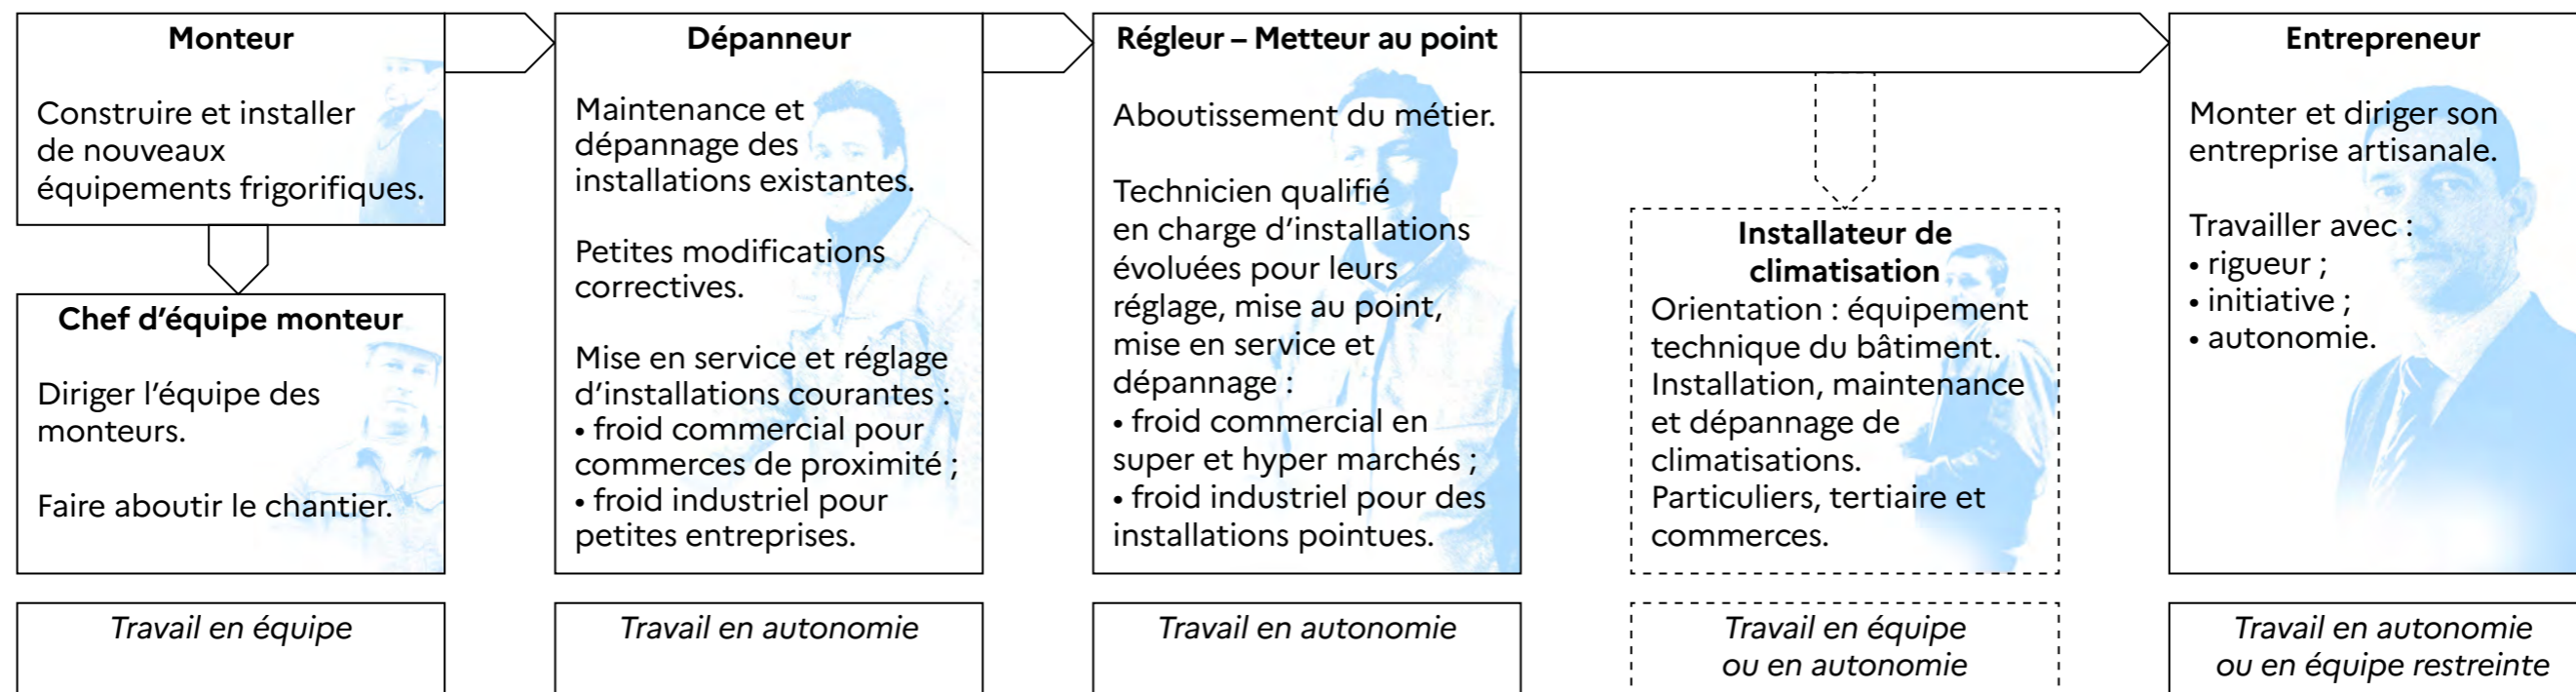 Monteur
Construire et installer
de nouveaux
équipements frigorifiques.
Chef d’équipe monteur
Diriger l’équipe des
monteurs.
Faire aboutir le chantier.
Travail en équipe
Dépanneur
Maintenance et
dépannage des
installations existantes.
Petites modifications
correctives.
Mise en service et réglage
d’installations courantes :
• froid commercial pour
commerces de proximité ;
• froid industriel pour
petites entreprises.
Travail en autonomie
Régleur – Metteur au point
Aboutissement du métier.
Technicien qualifié
en charge d’installations
évoluées pour leurs
réglage, mise au point,
mise en service et
dépannage :
• froid commercial en
super et hyper marchés ;
• froid industriel pour des
installations pointues.
Travail en autonomie
Installateur de
climatisation
Orientation : équipement
technique du bâtiment.
Installation, maintenance
et dépannage de
climatisations.
Particuliers, tertiaire et
commerces.
Travail en équipe
ou en autonomie
Entrepreneur
Monter et diriger son
entreprise artisanale.
Travailler avec :
• rigueur ;
• initiative ;
• autonomie.
Travail en autonomie
ou en équipe restreinte